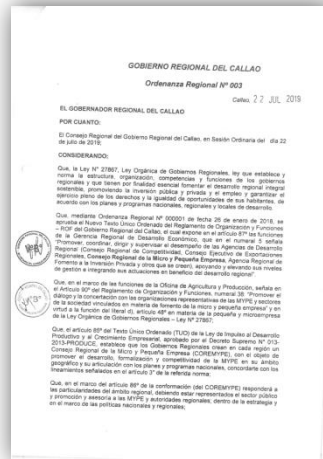 GOBIERNO REGIONAL DEL CALLAO
Ordenanza Regional Nº 003
Callao, 22 JUL 2019
EL GOBERNADOR REGIONAL DEL CALLAO
POR CUANTO:
El Consejo Regional del Gobierno Regional del Callao, en Sesión Ordinaria del día 22
de julio de 2019;
CONSIDERANDO:
Que, la Ley N° 27867, Ley Orgánica de Gobiernos Regionales, ley que establece y
norma la estructura, organización, competencias y funciones de los gobiernos
regionales y que tienen por finalidad esencial fomentar el desarrollo regional integral
sostenible, promoviendo la inversión pública y privada y el empleo y garantizar el
ejercicio pleno de los derechos y la igualdad de oportunidades de sus habitantes, de
acuerdo con los planes y programas nacionales, regionales y locales de desarrollo.
Que, mediante Ordenanza Regional Nº 000001 de fecha 26 de enero de 2018, se
aprueba el Nuevo Texto Único Ordenado del Reglamento de Organización y Funciones
– ROF del Gobierno Regional del Callao, el cual expone en el artículo 87º las funciones
de la Gerencia Regional de Desarrollo Económico, que en el numeral 5 señala
"Promover, coordinar, dirigir y supervisar el desempeño de las Agencias de Desarrollo
Regional (Consejo Regional de Competitividad, Consejo Ejecutivo de Exportaciones
Regionales, Consejo Regional de la Micro y Pequeña Empresa, Agencia Regional de
Fomento a la Inversión Privada y otros que se creen), apoyando y elevando sus niveles
de gestión e integrando sus actuaciones en beneficio del desarrollo regional".
Que, en el marco de las funciones de la Oficina de Agricultura y Producción, señala en
el Artículo 90º del Reglamento de Organización y Funciones, numeral 36 "Promover el
diálogo y la concertación con las organizaciones representativas de las MYPE y sectores
de la sociedad vinculados en materia de fomento de la micro y pequeña empresa" y en
virtud a la función del literal d), artículo 48º en materia de la pequeña y microempresa
de la Ley Orgánica de Gobiernos Regionales – Ley N° 27867;
Que, el artículo 85º del Texto Único Ordenado (TUO) de la Ley de Impulso al Desarrollo
Productivo y al Crecimiento Empresarial, aprobado por el Decreto Supremo N° 013-
2013-PRODUCE, establece que los Gobiernos Regionales crean en cada región un
Consejo Regional de la Micro y Pequeña Empresa (COREMYPE), con el objeto de
promover el desarrollo, formalización y competitividad de la MYPE en su ámbito
geográfico y su articulación con los planes y programas nacionales, concordante con los
lineamientos señalados en el artículo 3° de la referida norma;
Que, en el marco del artículo 86º de la conformación (del COREMYPE) responderá a
las particularidades del ámbito regional, debiendo estar representados el sector público
y promoción y asesoría a las MYPE y autoridades regionales; dentro de la estrategia y
en el marco de las políticas nacionales y regionales;